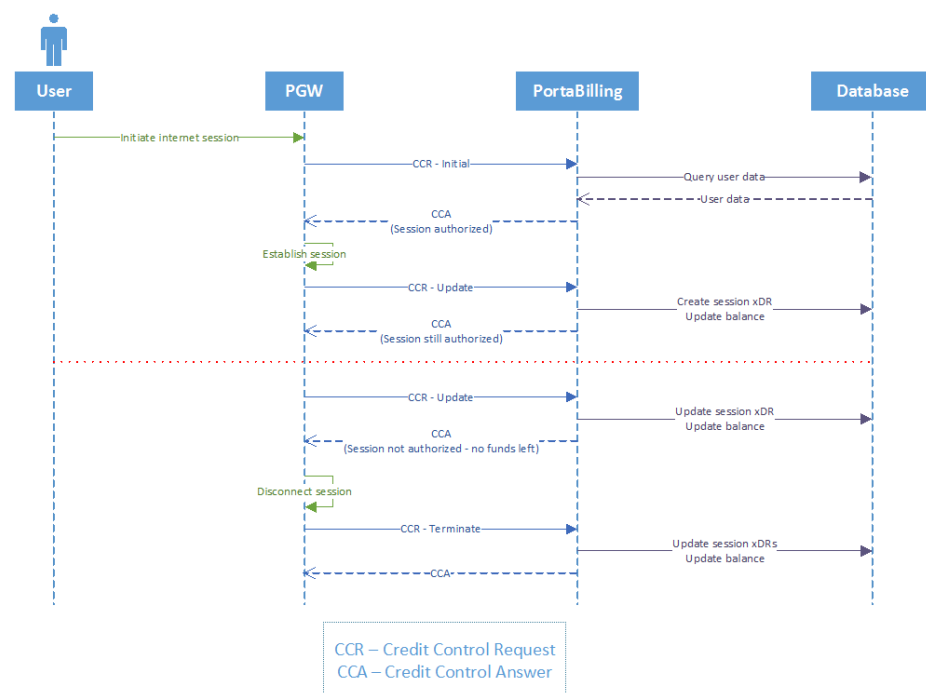 User
PGW
PortaBilling
Database
Initiate internet session
CCR - Initial
Query user data
User data
CCA
(Session authorized)
Establish session
CCR - Update
Create session xDR
Update balance
CCA
(Session still authorized)
CCR - Update
Update session xDR
Update balance
CCA
(Session not authorized - no funds left)
Disconnect session
CCR - Terminate
Update session xDRs
Update balance
CCA
CCR – Credit Control Request
CCA – Credit Control Answer